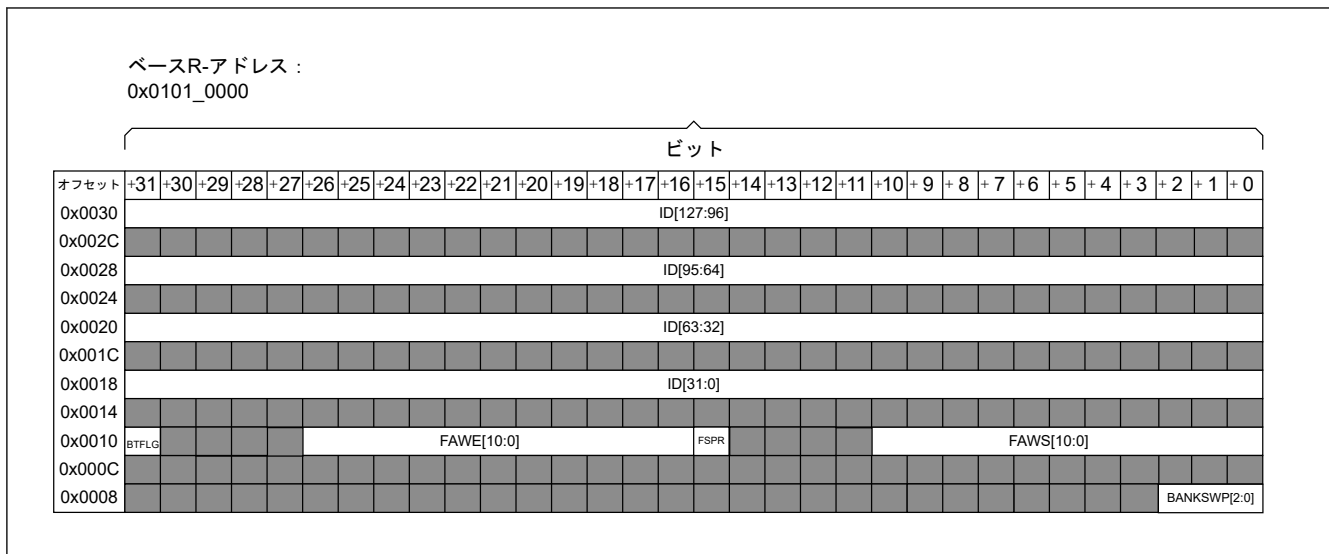 ベースR-アドレス：
0x0101_0000
ビット
オフセット +31 +30 +29 +28 +27 +26 +25 +24 +23 +22 +21 +20 +19 +18 +17 +16 +15 +14 +13 +12 +11 +10 + 9 + 8 + 7 +6 + 5 + 4 + 3 + 2 + 1 + 0
0x0030 ID[127:96]
0x002C
0x0028 ID[95:64]
0x0024
0x0020 ID[63:32]
0x001C
0x0018 ID[31:0]
0x0014
0x0010 BTFLG FAWE[10:0] FSPR FAWS[10:0]
0x000C
0x0008 BANKSWP[2:0]